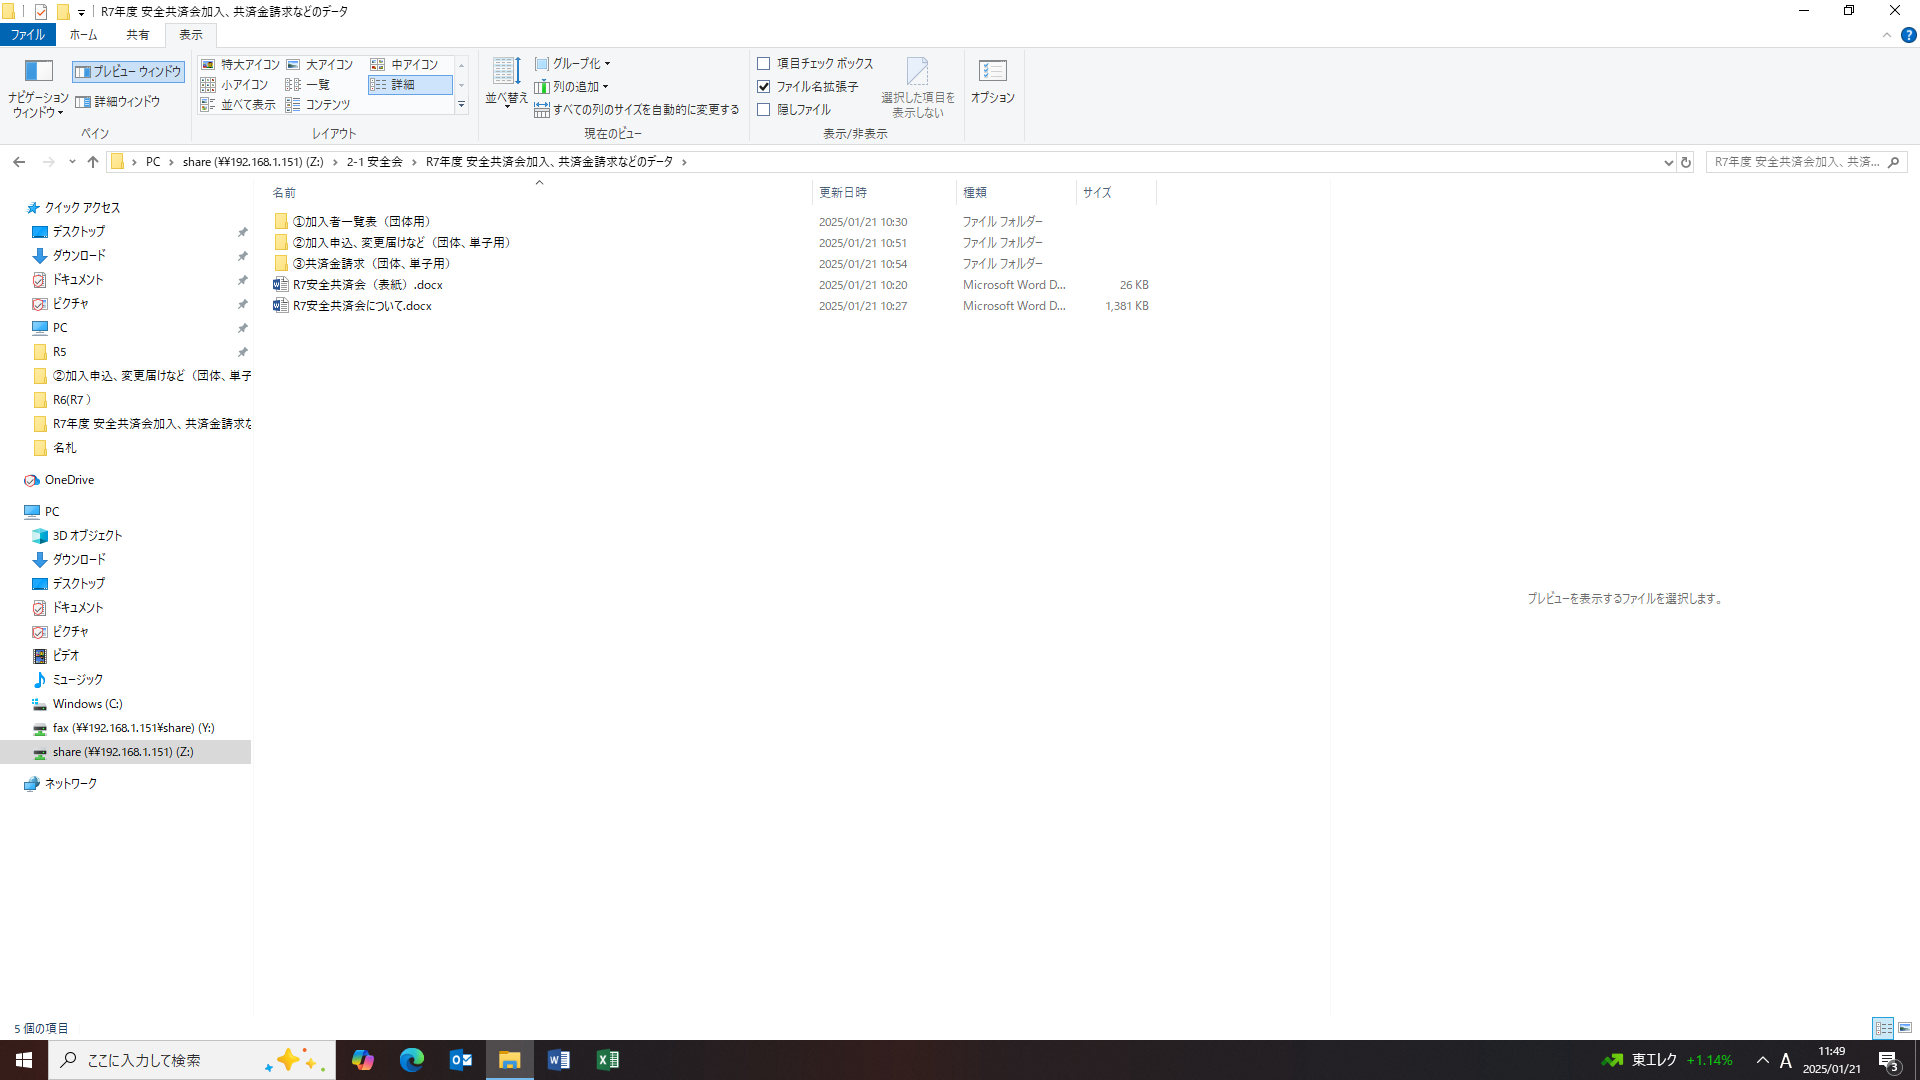 R7年度 安全共済会加入、共済金請求などのデータ
ファイル ホーム 共有 表示
ナビゲーション ウィンドウ
プレビュー ウィンドウ
詳細ウィンドウ
ペイン
特大アイコン 大アイコン 中アイコン
小アイコン 一覧 詳細
並べて表示 コンテンツ
レイアウト
並べ替え
グループ化
列の追加
すべての列のサイズを自動的に変更する
現在のビュー
項目チェック ボックス
ファイル名拡張子
隠しファイル
選択した項目を
表示しない
表示/非表示
オプション
PC › share (¥¥192.168.1.151) (Z:) › 2-1 安全会 › R7年度 安全共済会加入、共済金請求などのデータ ›
R7年度 安全共済会加入、共済...
名前 更新日時 種類 サイズ
①加入者一覧表（団体用） 2025/01/21 10:30 ファイル フォルダー
②加入申込、変更届けなど（団体、単子用） 2025/01/21 10:51 ファイル フォルダー
③共済金請求（団体、単子用） 2025/01/21 10:54 ファイル フォルダー
R7安全共済会（表紙）.docx 2025/01/21 10:20 Microsoft Word D... 26 KB
R7安全共済会について.docx 2025/01/21 10:27 Microsoft Word D... 1,381 KB
クイック アクセス
デスクトップ
ダウンロード
ドキュメント
ピクチャ
PC
R5
②加入申込、変更届けなど（団体、単子
R6(R7 )
R7年度 安全共済会加入、共済金請求な
名札
OneDrive
PC
3D オブジェクト
ダウンロード
デスクトップ
ドキュメント
ピクチャ
ビデオ
ミュージック
Windows (C:)
fax (¥¥192.168.1.151¥share) (Y:)
share (¥¥192.168.1.151) (Z:)
ネットワーク
プレビューを表示するファイルを選択します。
5 個の項目
ここに入力して検索
東エレク +1.14%
A
11:49
2025/01/21
3